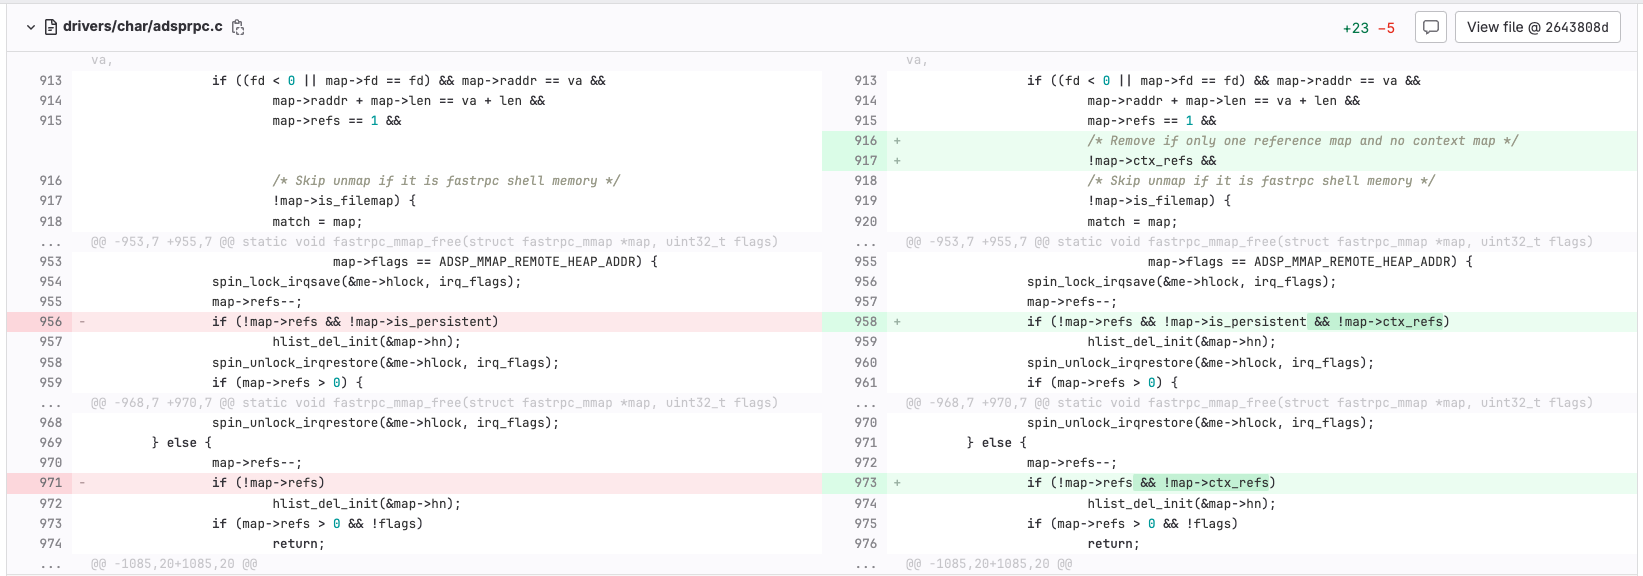 drivers/char/adsprpc.c +23 −5 View file @ 2643808d
va, va,
913 if ((fd < 0 || map->fd == fd) && map->raddr == va && 913 if ((fd < 0 || map->fd == fd) && map->raddr == va &&
914 map->raddr + map->len == va + len && 914 map->raddr + map->len == va + len &&
915 map->refs == 1 && 915 map->refs == 1 &&
916 + /* Remove if only one reference map and no context map */
917 + !map->ctx_refs &&
916 /* Skip unmap if it is fastrpc shell memory */ 918 /* Skip unmap if it is fastrpc shell memory */
917 !map->is_filemap) { 919 !map->is_filemap) {
918 match = map; 920 match = map;
... @@ -953,7 +955,7 @@ static void fastrpc_mmap_free(struct fastrpc_mmap *map, uint32_t flags) ... @@ -953,7 +955,7 @@ static void fastrpc_mmap_free(struct fastrpc_mmap *map, uint32_t flags)
953 map->flags == ADSP_MMAP_REMOTE_HEAP_ADDR) { 955 map->flags == ADSP_MMAP_REMOTE_HEAP_ADDR) {
954 spin_lock_irqsave(&me->hlock, irq_flags); 956 spin_lock_irqsave(&me->hlock, irq_flags);
955 map->refs--; 957 map->refs--;
956 - if (!map->refs && !map->is_persistent) 958 + if (!map->refs && !map->is_persistent && !map->ctx_refs)
957 hlist_del_init(&map->hn); 959 hlist_del_init(&map->hn);
958 spin_unlock_irqrestore(&me->hlock, irq_flags); 960 spin_unlock_irqrestore(&me->hlock, irq_flags);
959 if (map->refs > 0) { 961 if (map->refs > 0) {
... @@ -968,7 +970,7 @@ static void fastrpc_mmap_free(struct fastrpc_mmap *map, uint32_t flags) ... @@ -968,7 +970,7 @@ static void fastrpc_mmap_free(struct fastrpc_mmap *map, uint32_t flags)
968 spin_unlock_irqrestore(&me->hlock, irq_flags); 970 spin_unlock_irqrestore(&me->hlock, irq_flags);
969 } else { 971 } else {
970 map->refs--; 972 map->refs--;
971 - if (!map->refs) 973 + if (!map->refs && !map->ctx_refs)
972 hlist_del_init(&map->hn); 974 hlist_del_init(&map->hn);
973 if (map->refs > 0 && !flags) 975 if (map->refs > 0 && !flags)
974 return; 976 return;
... @@ -1085,20+1085,20 @@ ... @@ -1085,20+1085,20 @@